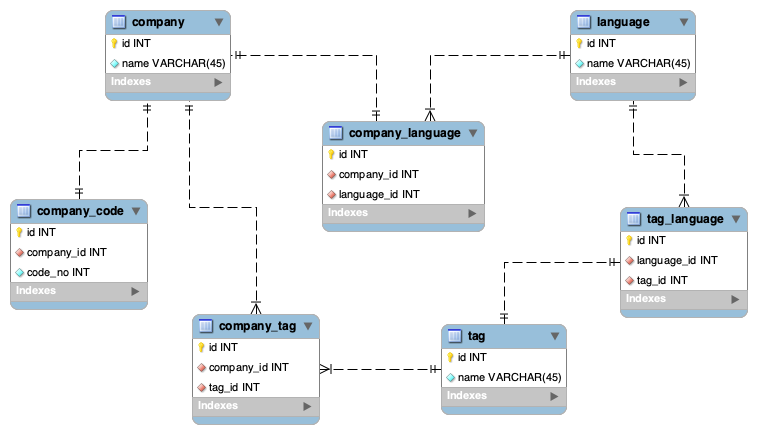 company
id INT
name VARCHAR(45)
Indexes
language
id INT
name VARCHAR(45)
Indexes
company_language
id INT
company_id INT
language_id INT
Indexes
company_code
id INT
company_id INT
code_no INT
Indexes
tag_language
id INT
language_id INT
tag_id INT
Indexes
company_tag
id INT
company_id INT
tag_id INT
Indexes
tag
id INT
name VARCHAR(45)
Indexes